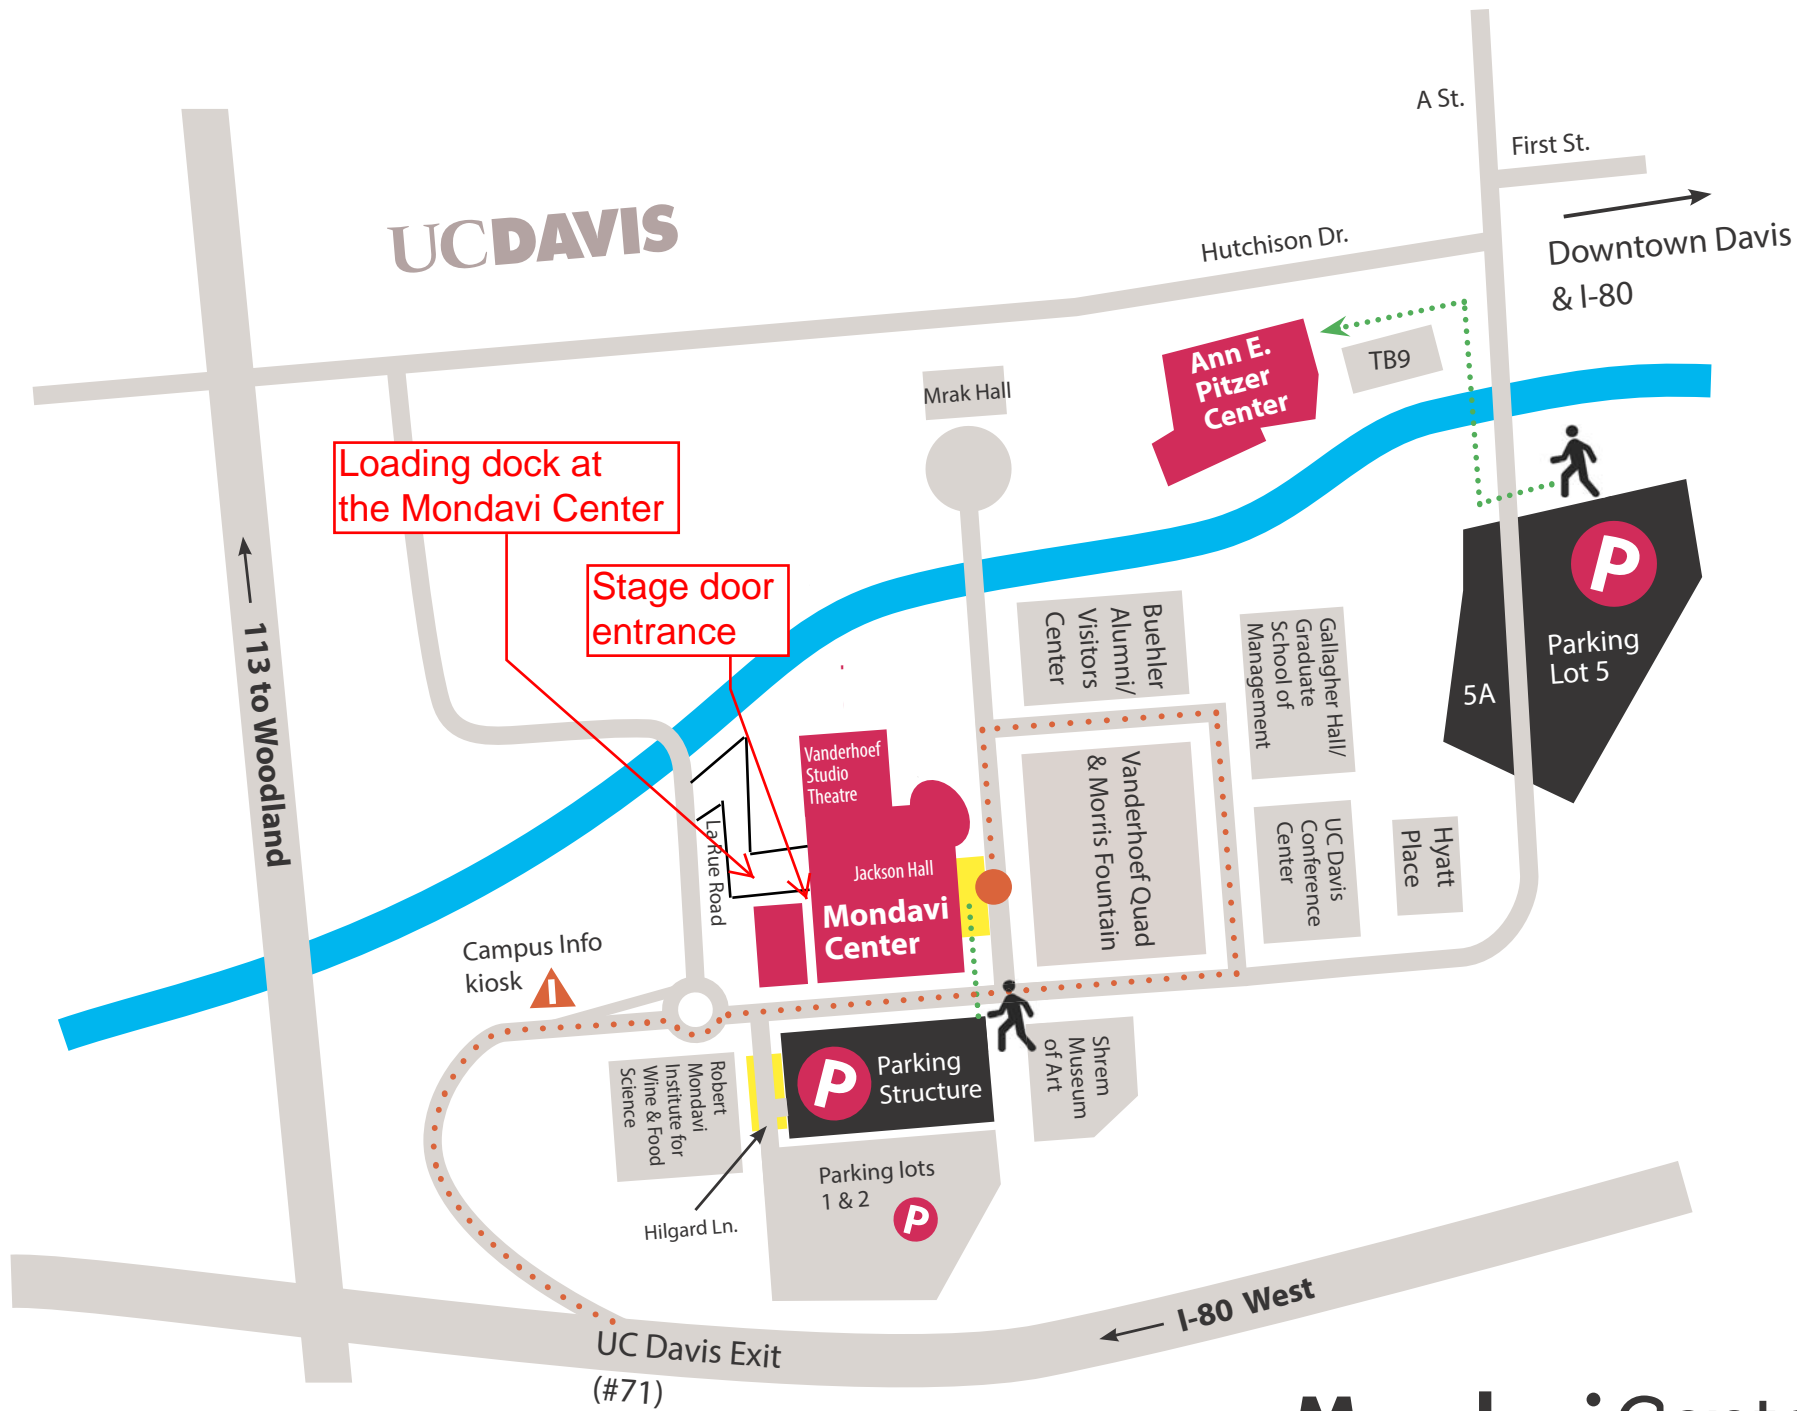 A St.
First St.
UCDAVIS
Hutchison Dr.
Downtown Davis
& I-80
Ann E.
Pitzer
Center
TB9
Mrak Hall
Loading dock at
the Mondavi Center
Stage door
entrance
P
Parking
Lot 5
5A
113 to Woodland
Buehler
Alumni/
Visitors
Center
Gallagher Hall/
Graduate
School of
Management
Vanderhoef
Studio
Theatre
Vanderhoef Quad
& Morris Fountain
UC Davis
Conference
Center
Hyatt
Place
La Rue Road
Jackson Hall
Mondavi
Center
Campus Info
kiosk
Robert
Mondavi
Institute for
Wine & Food
Science
P
Parking
Structure
Shrem
Museum
of Art
Parking lots
1 & 2
P
Hilgard Ln.
I-80 West
UC Davis Exit
(#71)